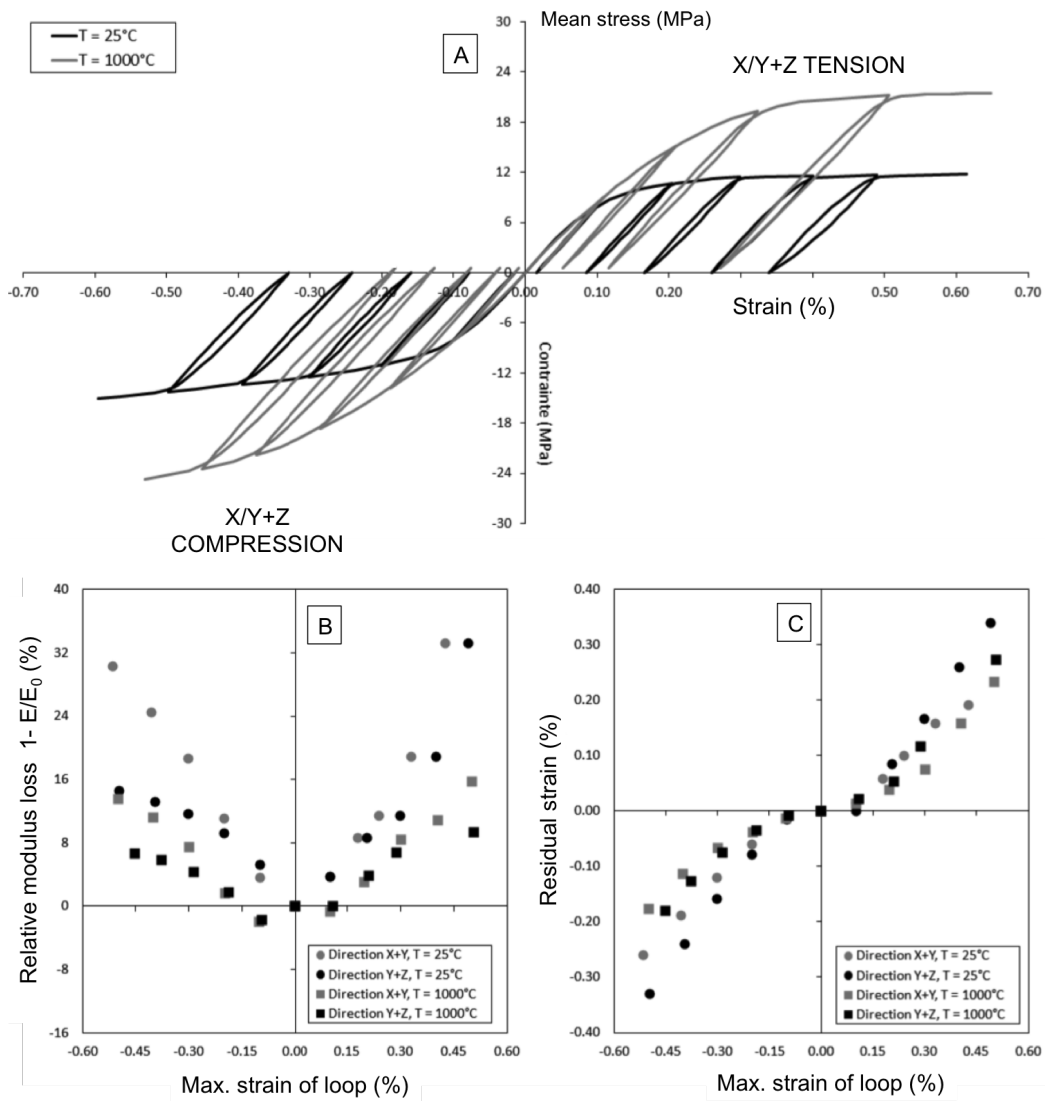 T = 25°C
T = 1000°C
A
Mean stress (MPa)
X/Y+Z TENSION
30
24
18
12
6
0
-6
-12
-18
-24
-30
-0.70
-0.60
-0.50
-0.40
-0.30
-0.20
-0.10
0.00
0.10
0.20
0.50
0.60
0.70
Strain (%)
Contrainte (MPa)
X/Y+Z
COMPRESSION
B
Relative modulus loss 1- E/E0 (%)
40
32
24
16
8
0
-8
-16
-0.60
-0.45
-0.30
-0.15
0.00
0.15
0.30
0.45
0.60
Direction X+Y, T = 25°C
Direction Y+Z, T = 25°C
Direction X+Y, T = 1000°C
Direction Y+Z, T = 1000°C
Max. strain of loop (%)
C
Residual strain (%)
0.40
0.30
0.20
0.10
0.00
-0.10
-0.20
-0.30
-0.40
-0.60
-0.45
-0.30
-0.15
0.00
0.15
0.30
0.45
0.60
Direction X+Y, T = 25°C
Direction Y+Z, T = 25°C
Direction X+Y, T = 1000°C
Direction Y+Z, T = 1000°C
Max. strain of loop (%)